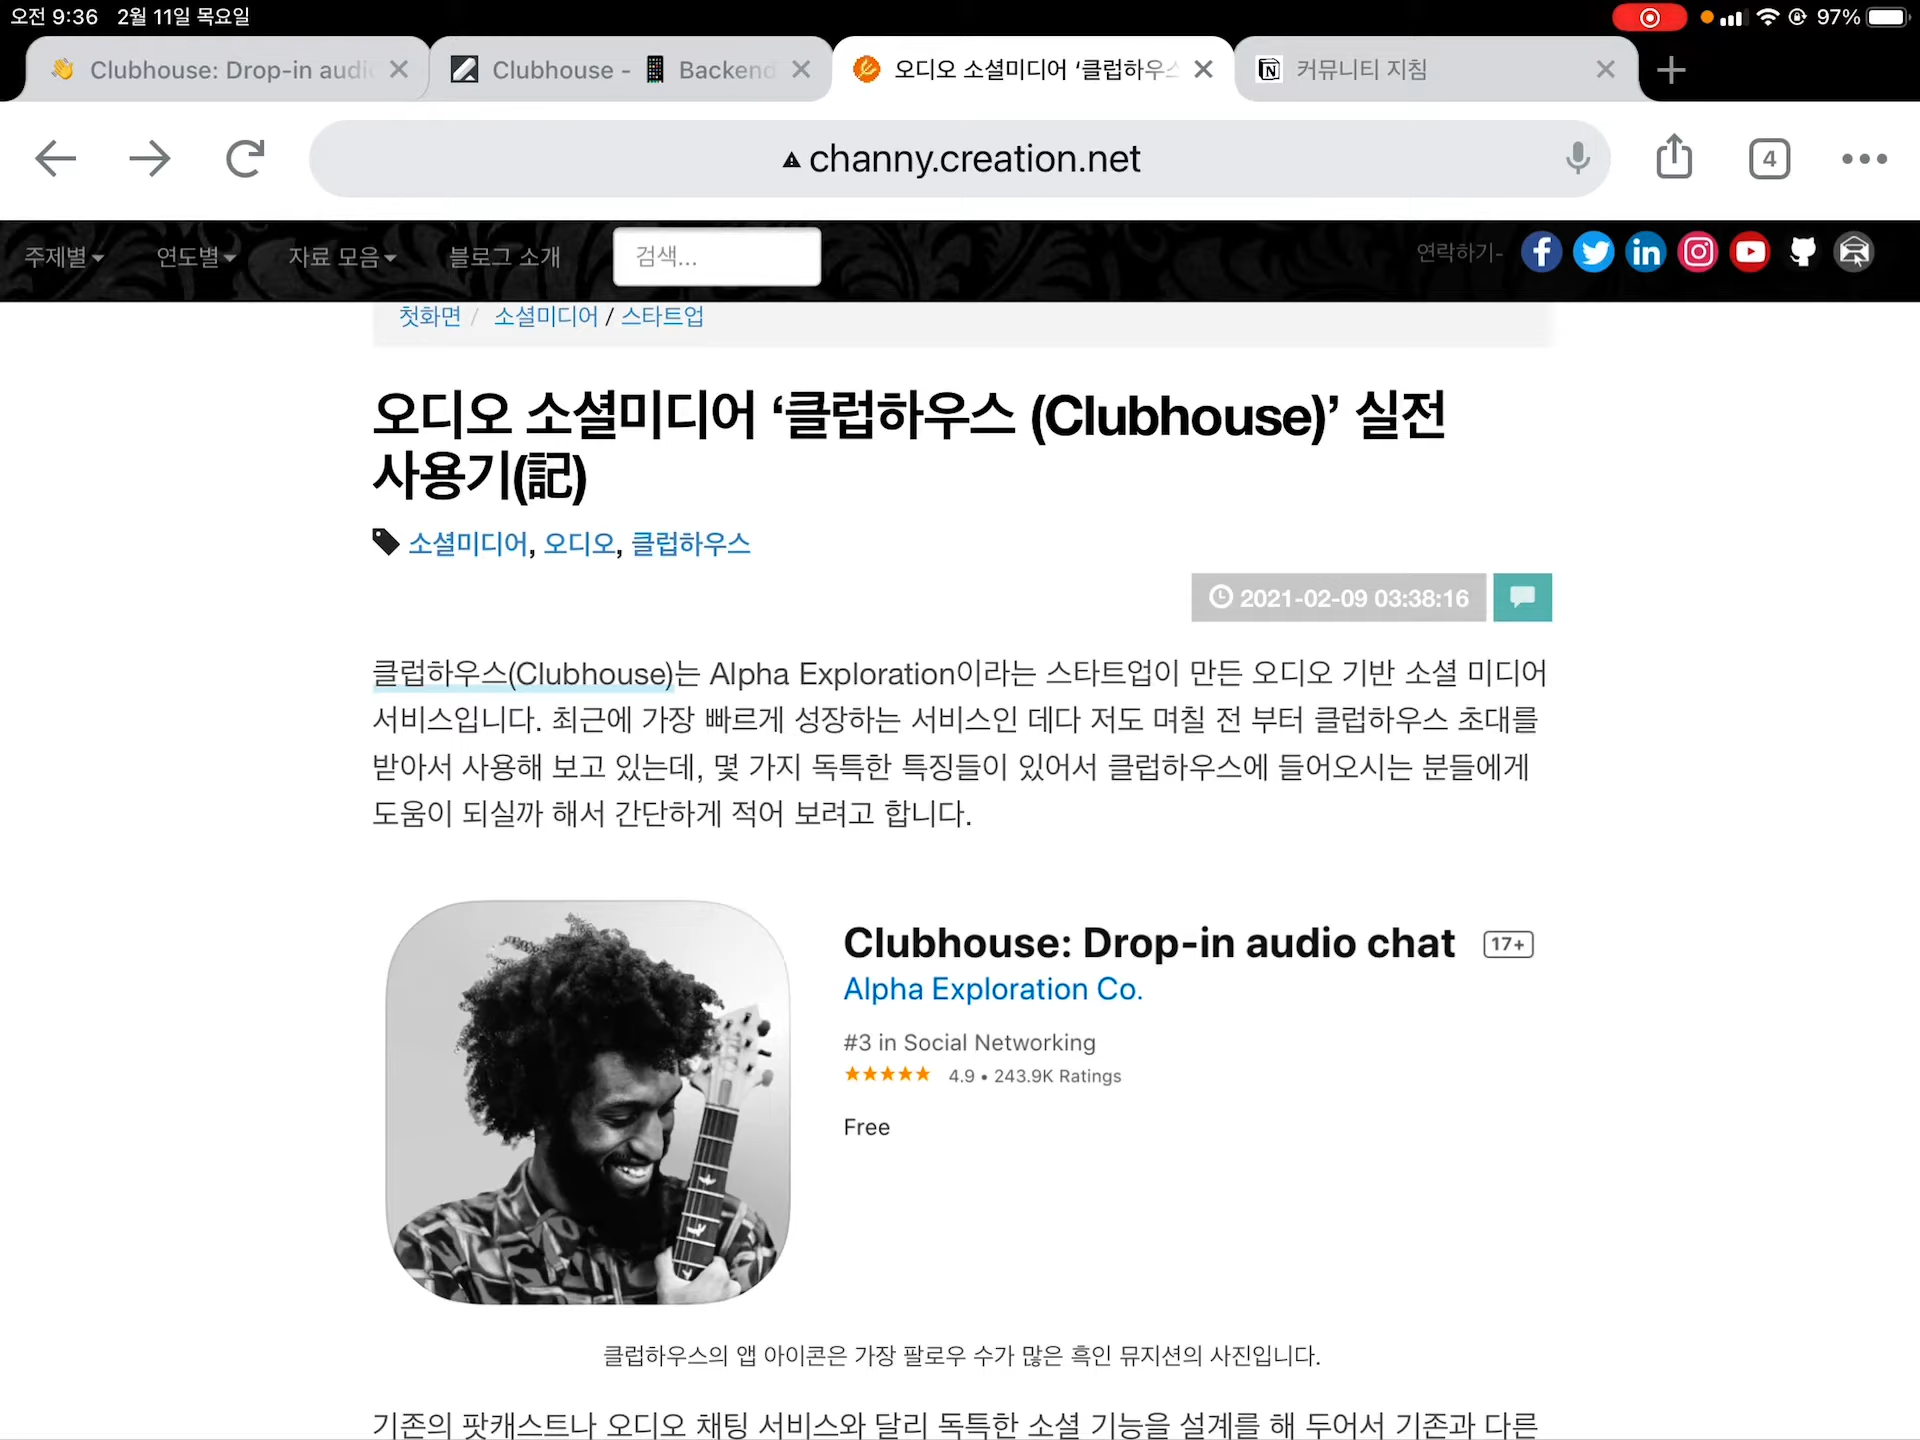 오전 9:36 2월 11일 목요일
97%
Clubhouse: Drop-in audi
Clubhouse - Backend
오디오 소셜미디어 ‘클럽하우스
커뮤니티 지침
channy.creation.net
4
주제별
연도별
자료 모음
블로그 소개
검색...
연락하기-
첫화면 / 소셜미디어 / 스타트업
오디오 소셜미디어 ‘클럽하우스 (Clubhouse)’ 실전
사용기(記)
소셜미디어, 오디오, 클럽하우스
2021-02-09 03:38:16
클럽하우스(Clubhouse)는 Alpha Exploration이라는 스타트업이 만든 오디오 기반 소셜 미디어
서비스입니다. 최근에 가장 빠르게 성장하는 서비스인 데다 저도 며칠 전 부터 클럽하우스 초대를
받아서 사용해 보고 있는데, 몇 가지 독특한 특징들이 있어서 클럽하우스에 들어오시는 분들에게
도움이 되실까 해서 간단하게 적어 보려고 합니다.
Clubhouse: Drop-in audio chat 17+
Alpha Exploration Co.
#3 in Social Networking
★★★★★ 4.9 • 243.9K Ratings
Free
클럽하우스의 앱 아이콘은 가장 팔로우 수가 많은 흑인 뮤지션의 사진입니다.
기존의 팟캐스트나 오디오 채팅 서비스와 달리 독특한 소셜 기능을 설계를 해 두어서 기존과 다른